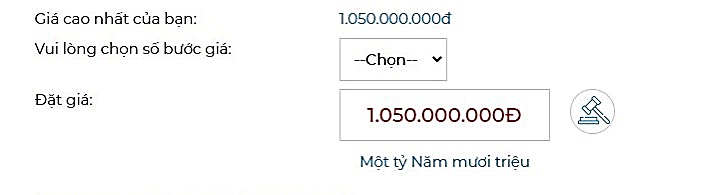 Giá cao nhất của bạn: 1.050.000.000đ
Vui lòng chọn số bước giá: --Chọn--
Đặt giá: 1.050.000.000Đ
Một tỷ Năm mươi triệu